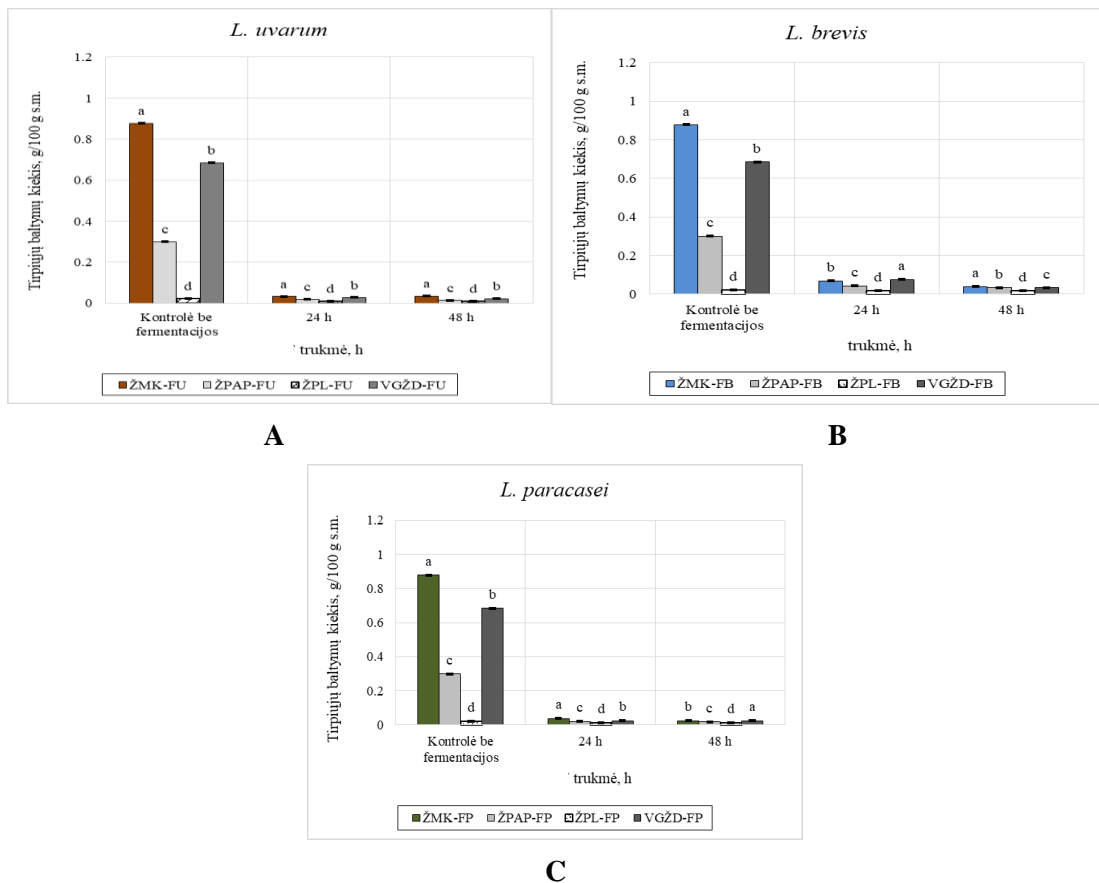 L. uvarum
Tirpiųjų baltymų kiekis, g/100 g s.m.
1.2
1
0.8
0.6
0.4
0.2
0
a
c
d
b
a
c
d
b
a
c
d
b
Kontrolė be
fermentacijos
24 h
48 h
trukmė, h
ŽMK-FU ŽPAP-FU ŽPL-FU VGŽD-FU
A
L. brevis
Tirpiųjų baltymų kiekis, g/100 g s.m.
1.2
1
0.8
0.6
0.4
0.2
0
a
c
d
b
b
c
d
a
a
b
d
c
Kontrolė be
fermentacijos
24 h
48 h
trukmė, h
ŽMK-FB ŽPAP-FB ŽPL-FB VGŽD-FB
B
L. paracasei
Tirpiųjų baltymų kiekis, g/100 g s.m.
1.2
1
0.8
0.6
0.4
0.2
0
a
c
d
b
a
c
d
b
b
c
d
a
Kontrolė be
fermentacijos
24 h
48 h
trukmė, h
ŽMK-FP ŽPAP-FP ŽPL-FP VGŽD-FP
C